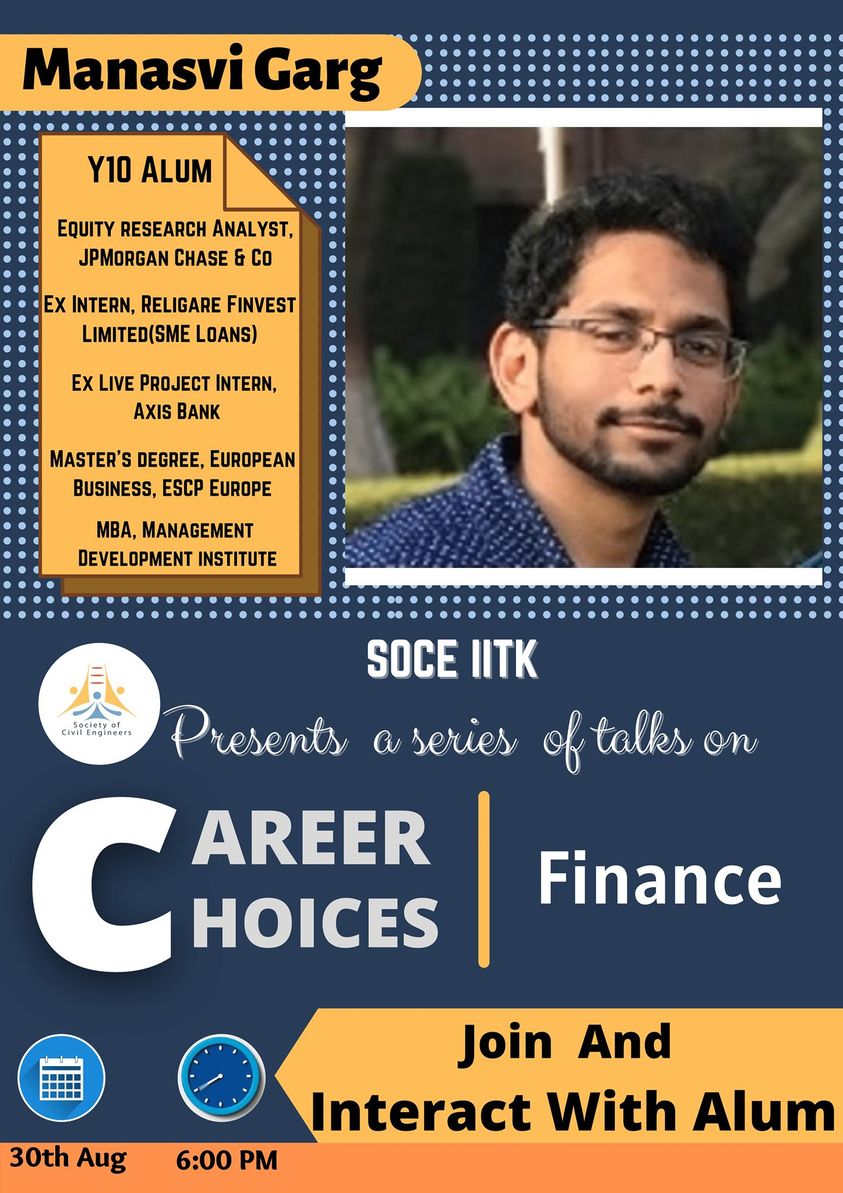 Manasvi Garg
Y10 Alum
Equity research Analyst,
JPMorgan Chase & Co
Ex Intern, Religare Finvest
Limited(SME Loans)
Ex Live Project Intern,
Axis Bank
Master's degree, European
Business, ESCP Europe
MBA, Management
Development institute
SOCE IITK
Society of
Civil Engineers
Presents a series of talks on
CAREER
CHOICES
Finance
Join And
Interact With Alum
30th Aug
6:00 PM